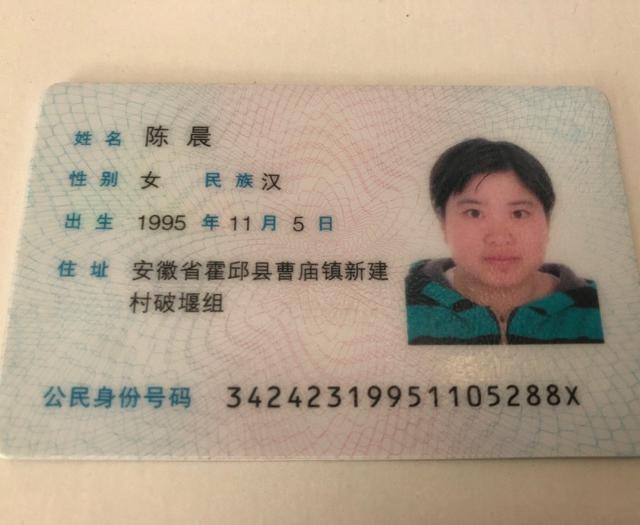 姓名 陈晨
性别 女 民族 汉
出生 1995 年 11 月 5 日
住址 安徽省霍邱县曹庙镇新建
村破堰组
公民身份号码 34242319951105288X